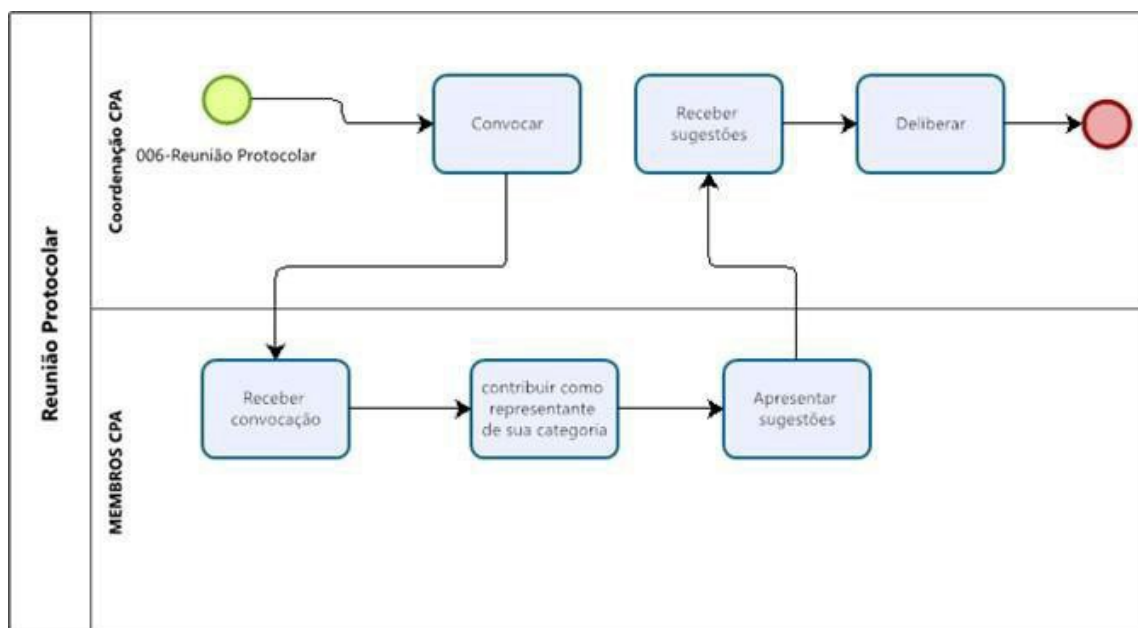 Reunião Protocolar
Coordenação CPA
006-Reunião Protocolar
Convocar
Receber
sugestões
Deliberar
MEMBROS CPA
Receber
convocação
contribuir como
representante
de sua categoria
Apresentar
sugestões